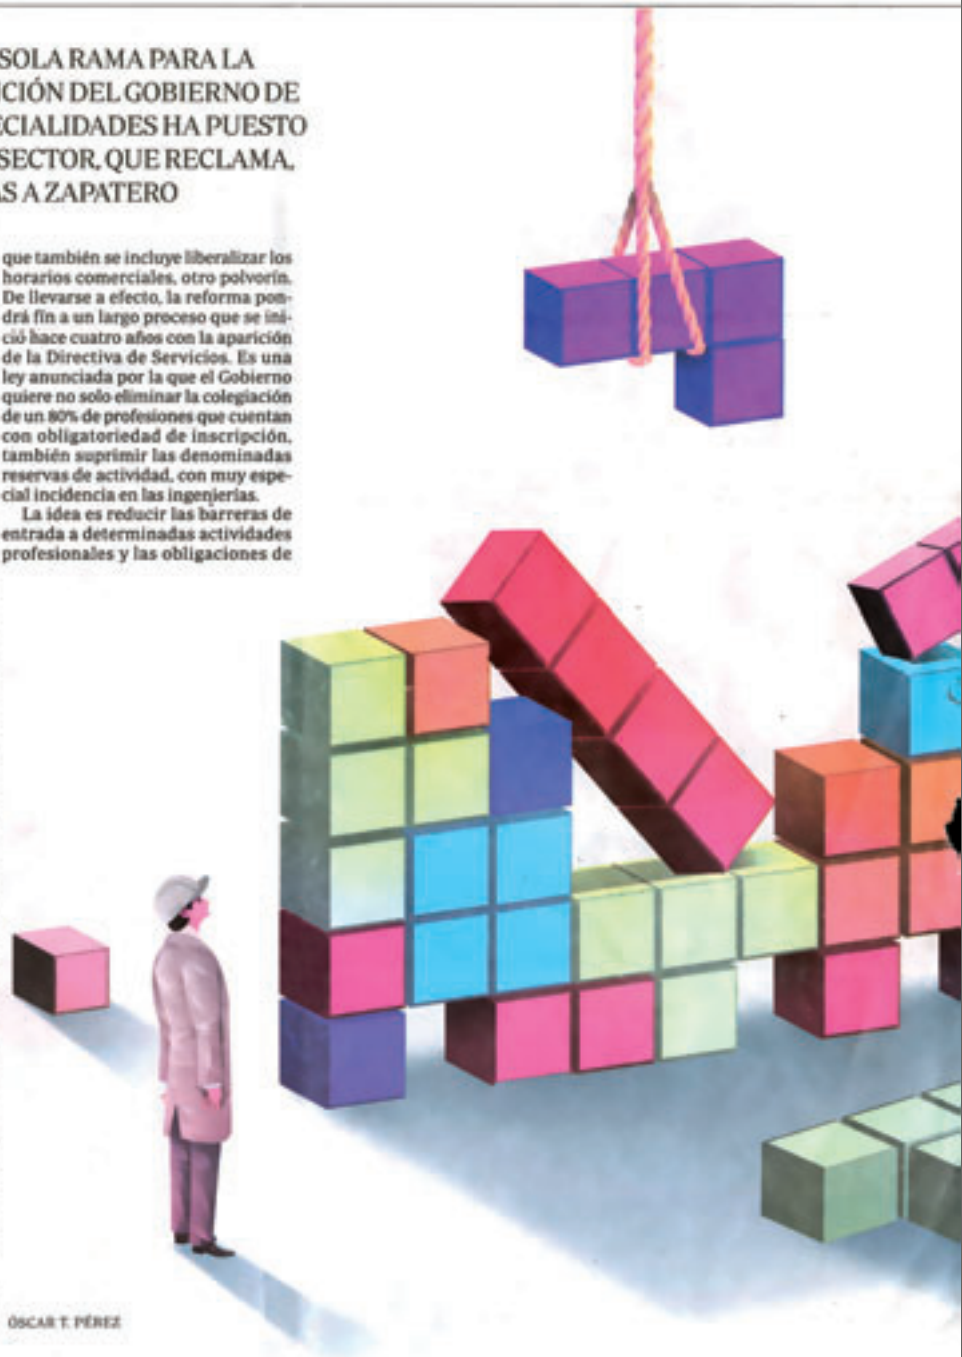 SOLA RAMA PARA LA
CIÓN DEL GOBIERNO DE
ECIALIDADES HA PUESTO
SECTOR, QUE RECLAMA,
AS A ZAPATERO
que también se incluye liberalizar los
horarios comerciales, otro polvorín.
De llevarse a efecto, la reforma pon-
drá fin a un largo proceso que se ini-
ció hace cuatro años con la aparición
de la Directiva de Servicios. Es una
ley anunciada por la que el Gobierno
quiere no solo eliminar la colegiación
de un 80% de profesiones que cuentan
con obligatoriedad de inscripción,
también suprimir las denominadas
reservas de actividad, con muy espe-
cial incidencia en las ingenierías.
La idea es reducir las barreras de
entrada a determinadas actividades
profesionales y las obligaciones de
ÓSCAR T. PÉREZ